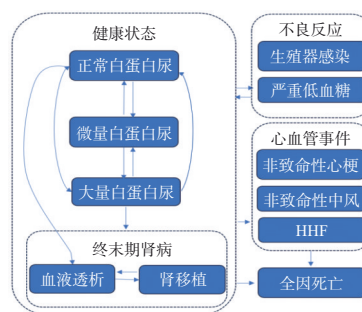 健康状态
正常白蛋白尿
微量白蛋白尿
大量白蛋白尿
终末期肾病
血液透析
肾移植
不良反应
生殖器感染
严重低血糖
心血管事件
非致命性心梗
非致命性中风
HHF
全因死亡